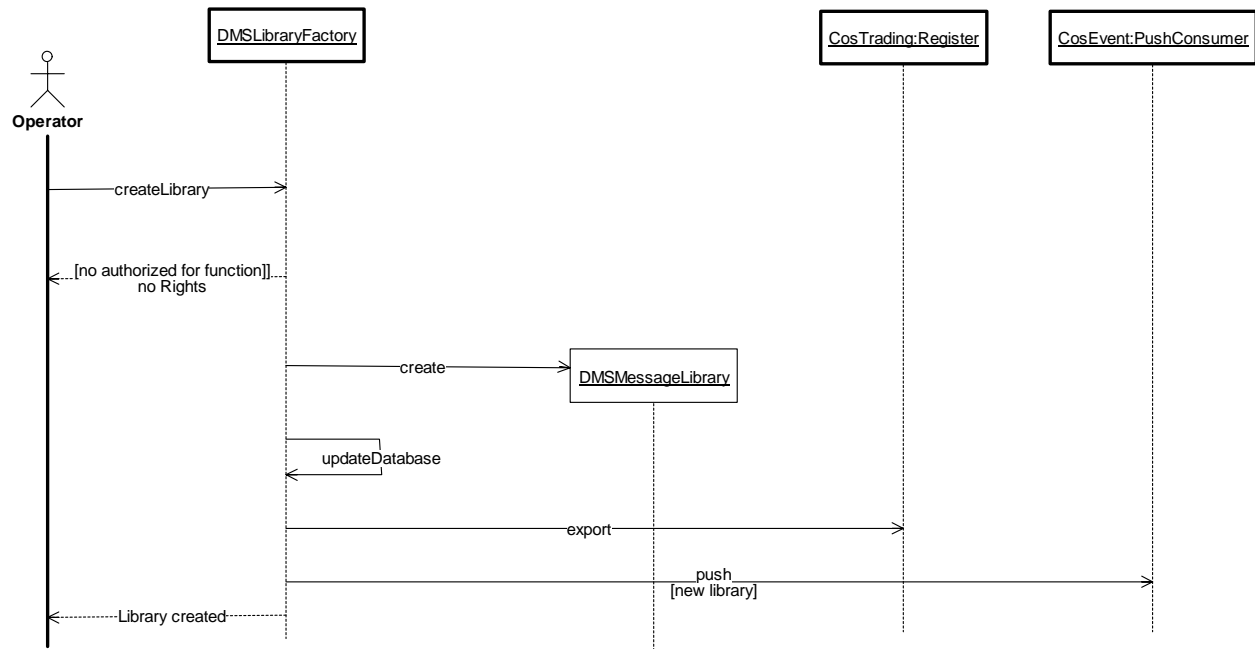 DMSLibraryFactory
CosTrading:Register
CosEvent:PushConsumer
Operator
createLibrary
[no authorized for function]]
no Rights
create
DMSMessageLibrary
updateDatabase
export
push
[new library]
Library created